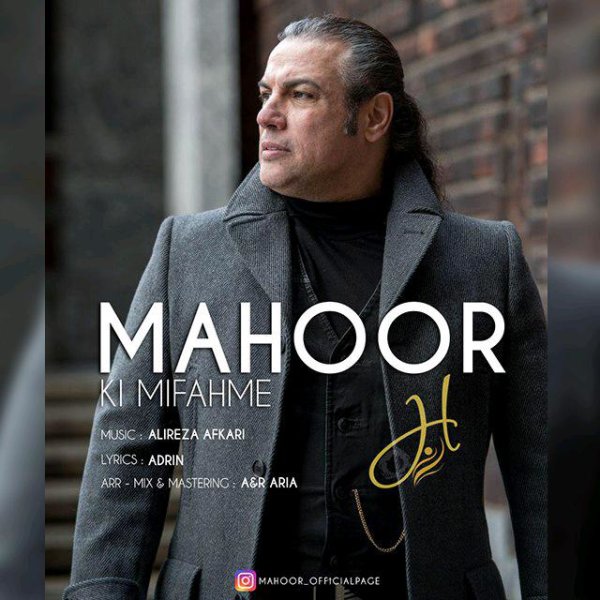 MAHOOR
KI MIFAHME
MUSIC : ALIREZA AFKARI
LYRICS : ADRIN
ARR - MIX & MASTERING : A&R ARIA
MAHOOR_OFFICIALPAGE